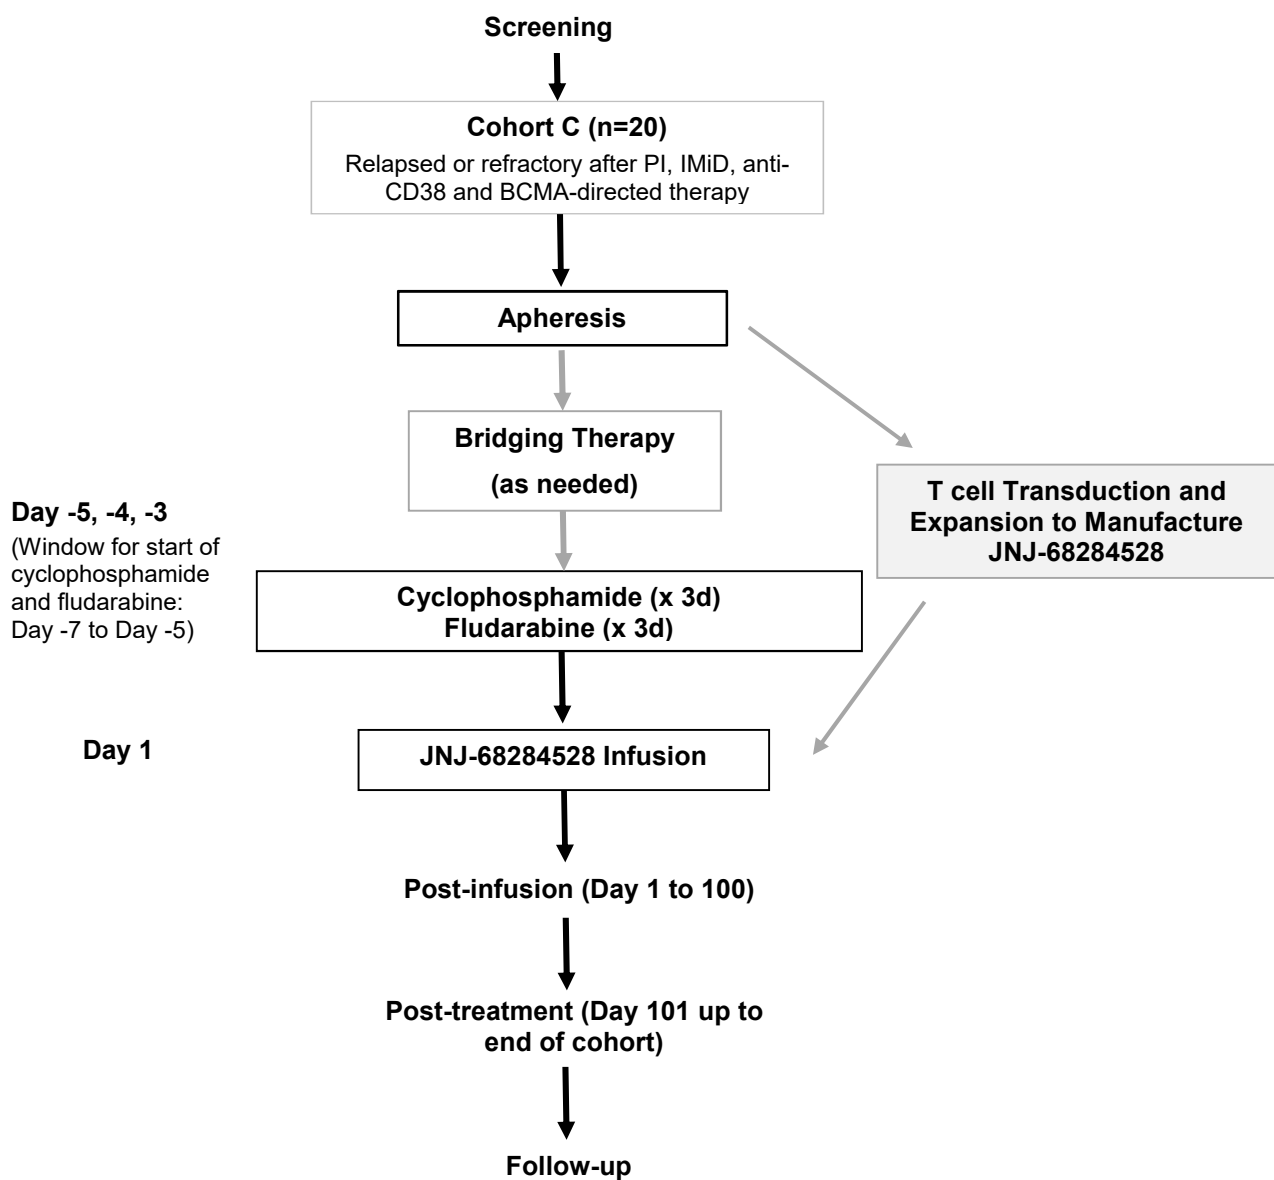 Screening
Cohort C (n=20)
Relapsed or refractory after PI, IMiD, anti-
CD38 and BCMA-directed therapy
Apheresis
Bridging Therapy
(as needed)
T cell Transduction and
Expansion to Manufacture
JNJ-68284528
Day -5, -4, -3
(Window for start of
cyclophosphamide
and fludarabine:
Day -7 to Day -5)
Cyclophosphamide (x 3d)
Fludarabine (x 3d)
Day 1
JNJ-68284528 Infusion
Post-infusion (Day 1 to 100)
Post-treatment (Day 101 up to
end of cohort)
Follow-up